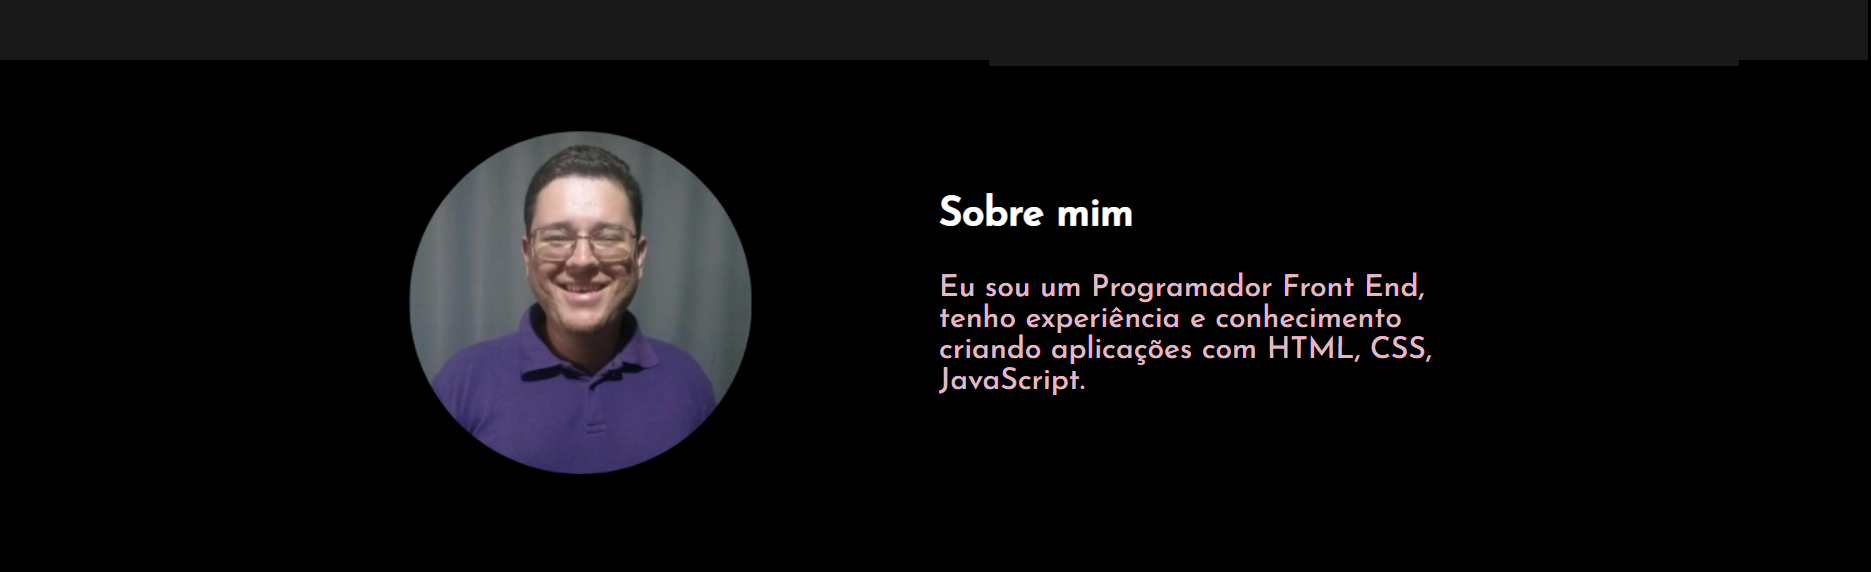 Sobre mim
Eu sou um Programador Front End,
tenho experiência e conhecimento
criando aplicações com HTML, CSS,
JavaScript.